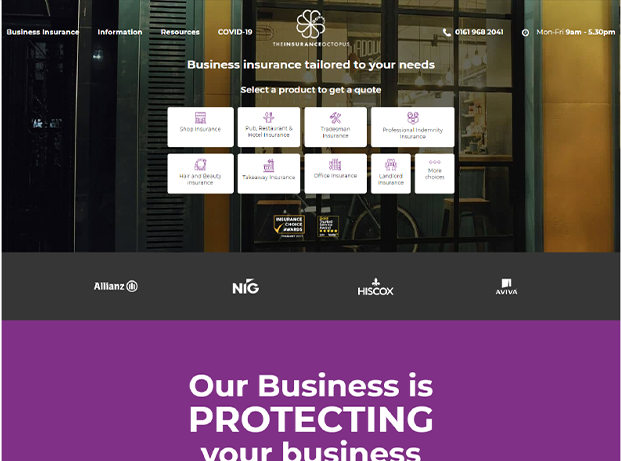 Business Insurance Information Resources COVID-19 0161 968 2041 Mon-Fri 9am - 5.30pm
THEINSURANCEOCTOPUS
Business insurance tailored to your needs
Select a product to get a quote
Shop Insurance
Pub, Restaurant &
Hotel Insurance
Tradesman
Insurance
Professional Indemnity
Insurance
Hair and Beauty
Insurance
Takeaway Insurance
Office Insurance
Landlord
Insurance
More
choices
INSURANCE
CHOICE
AWARDS
Allianz
NIG
HISCOX
AVIVA
Our Business is
PROTECTING
your business